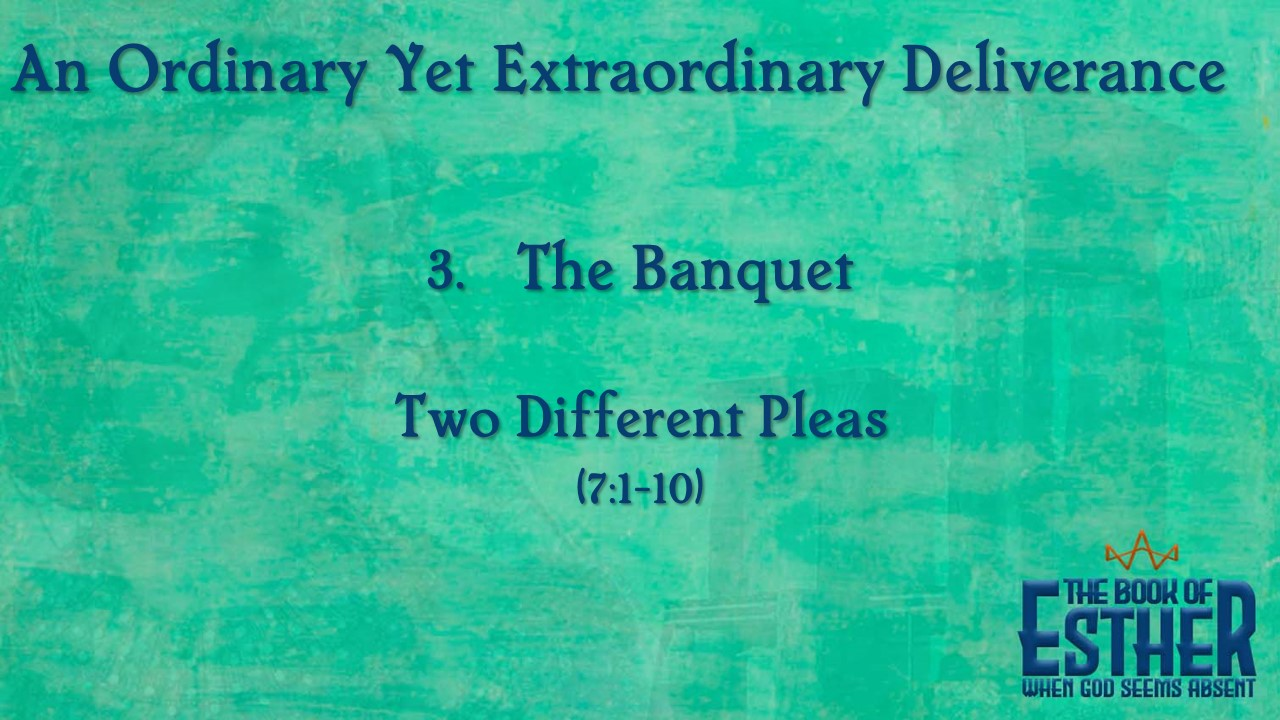 An Ordinary Yet Extraordinary Deliverance
3. The Banquet
Two Different Pleas
(7:1-10)
THE BOOK OF
ESTHER
WHEN GOD SEEMS ABSENT